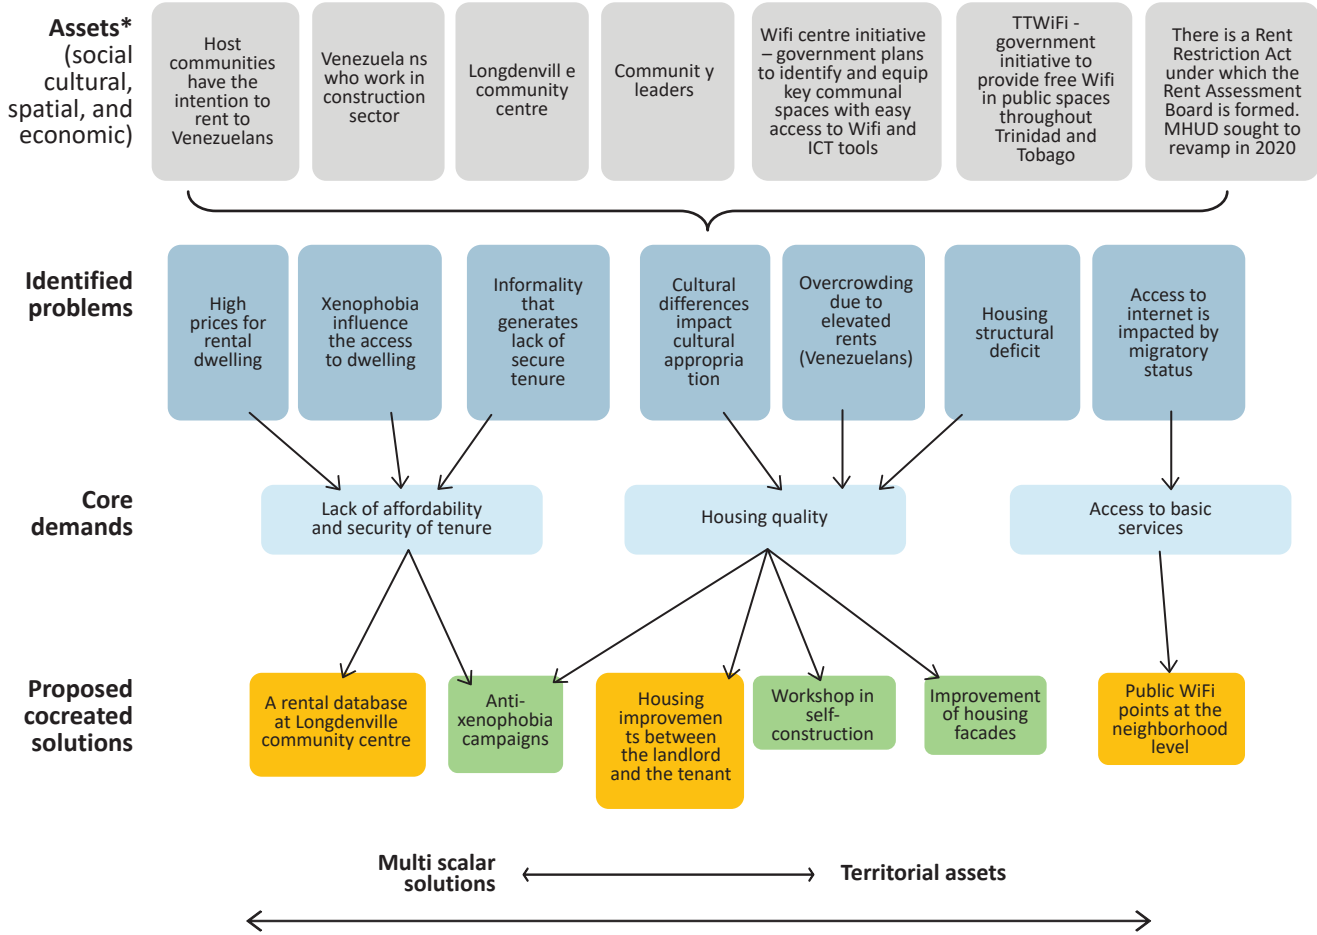 Assets*
(social
cultural,
spatial, and
economic)
Host
communities
have the
intention to
rent to
Venezuelans
Venezuela ns
who work in
construction
sector
Longdenvill e
community
centre
Communit y
leaders
Wifi centre initiative
– government plans
to identify and equip
key communal
spaces with easy
access to Wifi and
ICT tools
TTWiFi -
government
initiative to
provide free Wifi
in public spaces
throughout
Trinidad and
Tobago
There is a Rent
Restriction Act
under which the
Rent Assessment
Board is formed.
MHUD sought to
revamp in 2020
Identified
problems
High
prices for
rental
dwelling
Xenophobia
influence
the access
to dwelling
Informality
that
generates
lack of
secure
tenure
Cultural
differences
impact
cultural
appropria
tion
Overcrowding
due to
elevated
rents
(Venezuelans)
Housing
structural
deficit
Access to
internet is
impacted by
migratory
status
Core
demands
Lack of affordability
and security of tenure
Housing quality
Access to basic
services
Proposed
cocreated
solutions
A rental database
at Longdenville
community centre
Anti-
xenophobia
campaigns
Housing
improvemen
ts between
the landlord
and the tenant
Workshop in
self-
construction
Improvement
of housing
facades
Public WiFi
points at the
neighborhood
level
Multi scalar
solutions
Territorial assets